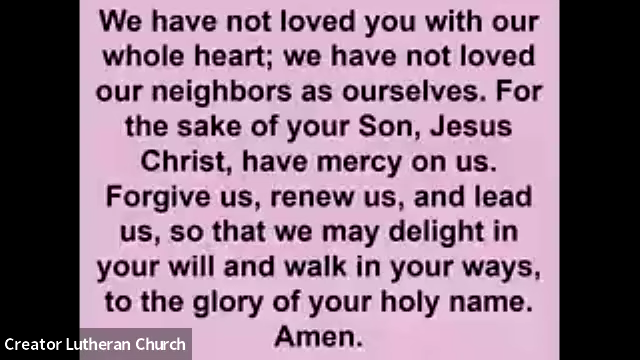 We have not loved you with our
whole heart; we have not loved
our neighbors as ourselves. For
the sake of your Son, Jesus
Christ, have mercy on us.
Forgive us, renew us, and lead
us, so that we may delight in
your will and walk in your ways,
to the glory of your holy name.
Amen.
Creator Lutheran Church